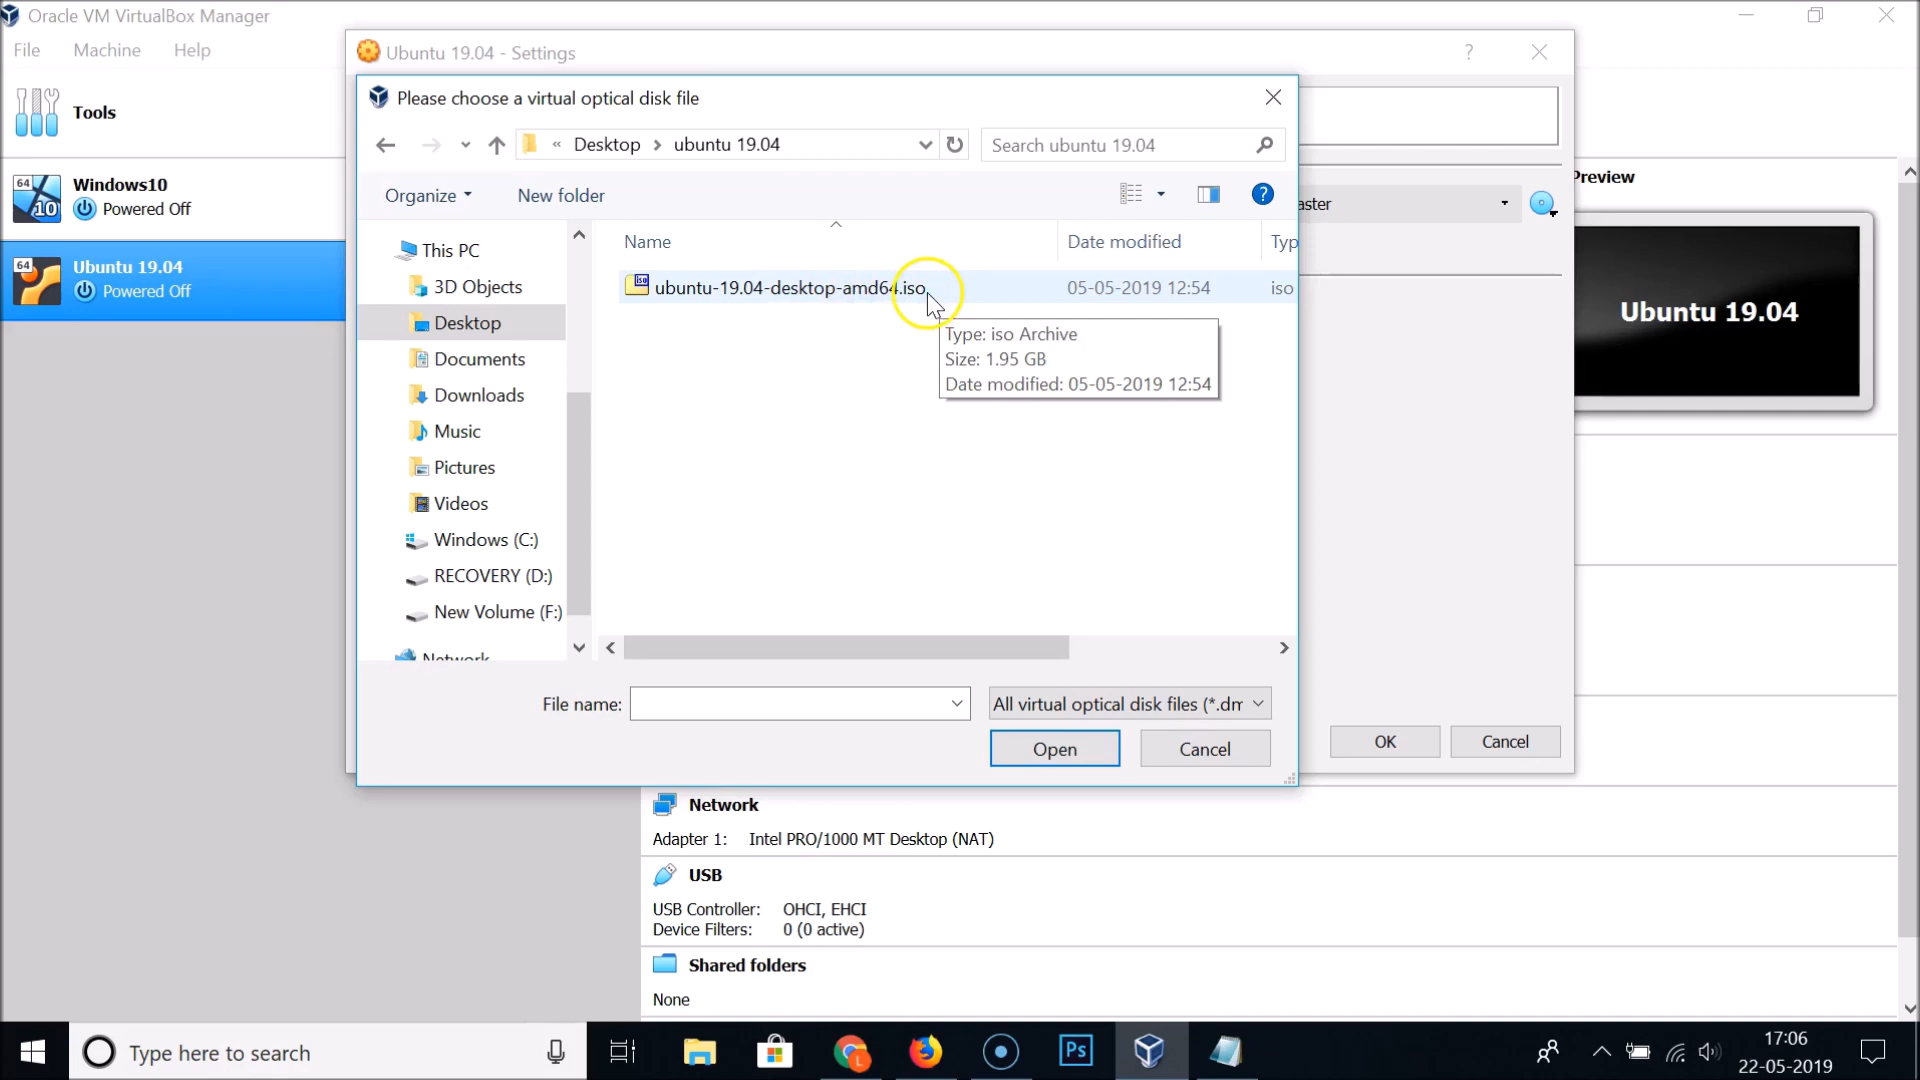 Oracle VM VirtualBox Manager
File Machine Help
Tools
64
10
Windows10
Powered Off
64
Ubuntu 19.04
Powered Off
Ubuntu 19.04 - Settings
?
Please choose a virtual optical disk file
« Desktop > ubuntu 19.04
Search ubuntu 19.04
Organize
New folder
?
This PC
3D Objects
Desktop
Documents
Downloads
Music
Pictures
Videos
Windows (C:)
RECOVERY (D:)
New Volume (F:)
Network
Name Date modified Typ
iso
ubuntu-19.04-desktop-amd64.iso 05-05-2019 12:54 iso
Type: iso Archive
Size: 1.95 GB
Date modified: 05-05-2019 12:54
File name:
All virtual optical disk files (*.dm
Open
Cancel
aster
OK
Cancel
Preview
Ubuntu 19.04
Network
Adapter 1: Intel PRO/1000 MT Desktop (NAT)
USB
USB Controller: OHCI, EHCI
Device Filters: 0 (0 active)
Shared folders
None
Type here to search
L
Ps
17:06
22-05-2019